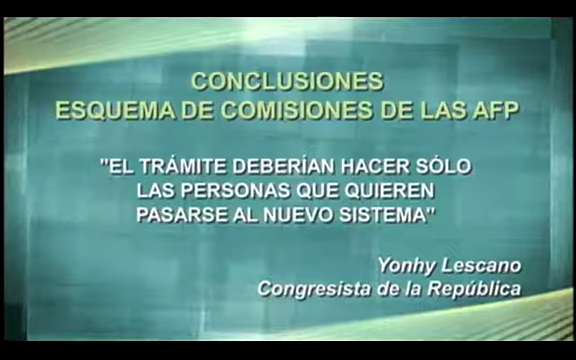 CONCLUSIONES
ESQUEMA DE COMISIONES DE LAS AFP
"EL TRÁMITE DEBERÍAN HACER SÓLO
LAS PERSONAS QUE QUIEREN
PASARSE AL NUEVO SISTEMA"
Yonhy Lescano
Congresista de la República